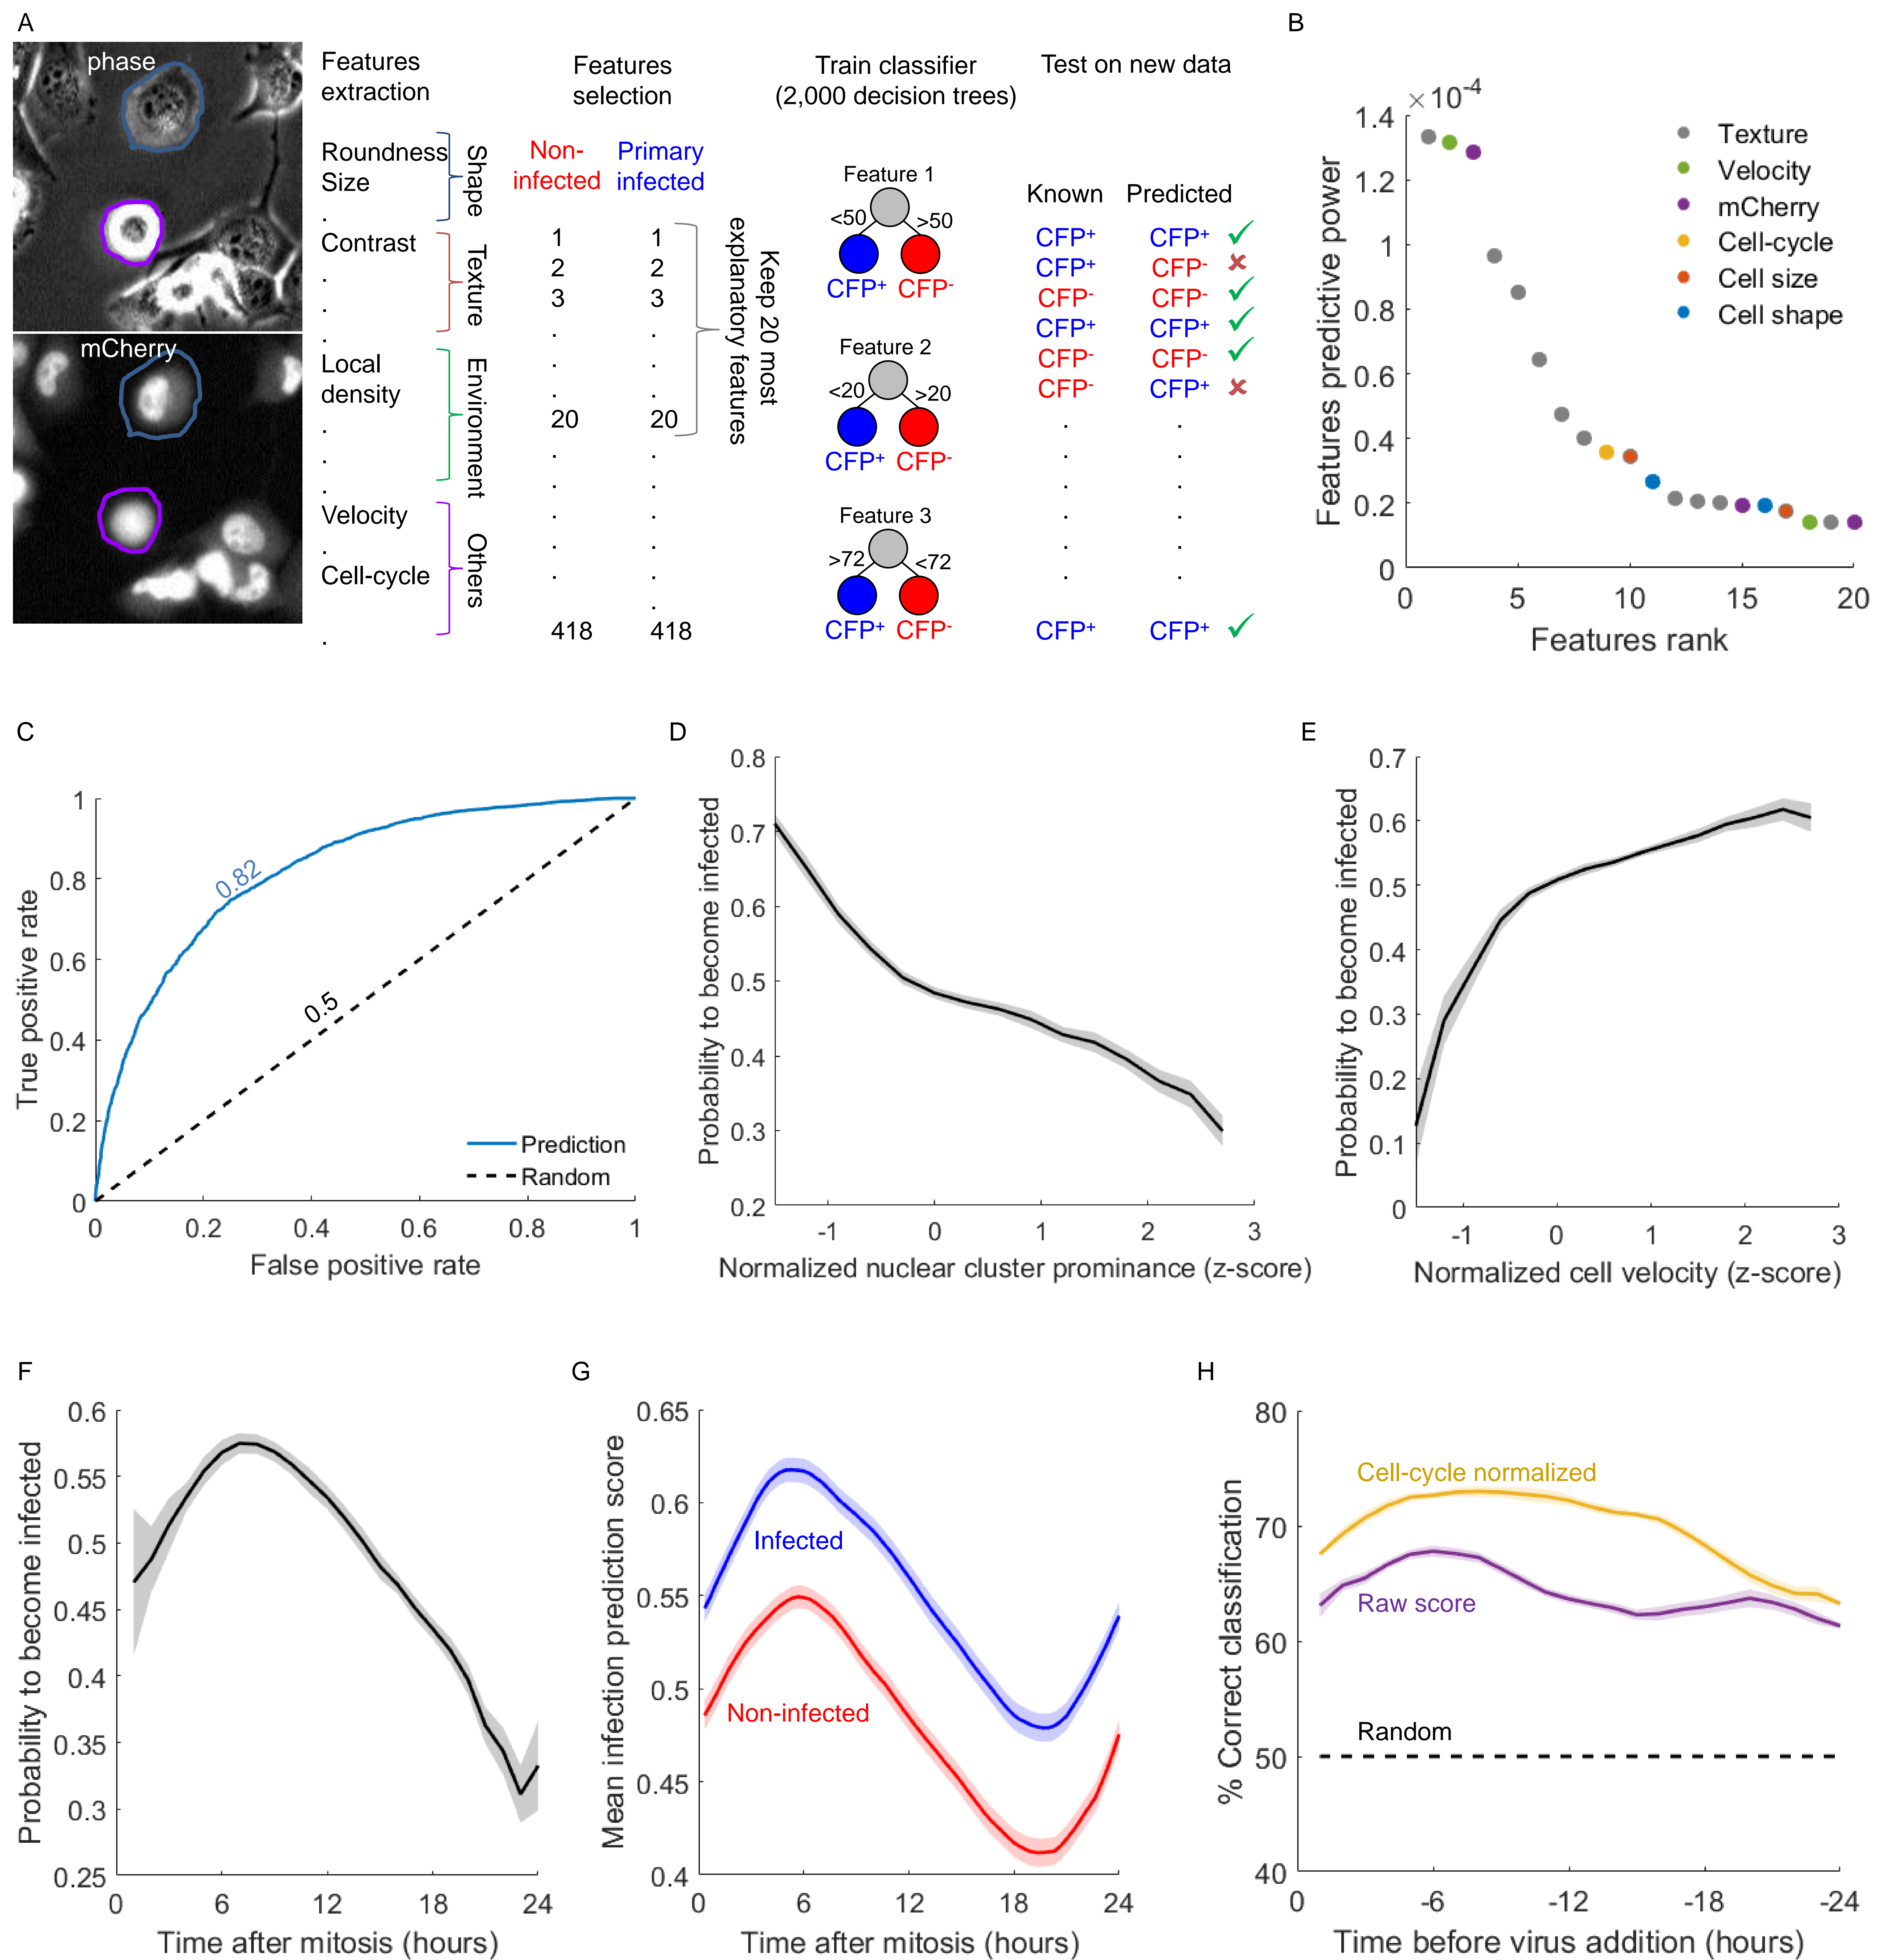 A
phase
mCherry
Features
extraction
Roundness
Size
.
Contrast
.
.
.
Local
density
.
.
.
Velocity
.
Cell-cycle
.
Shape
Texture
Environment
Others
Features
selection
Non-
infected
Primary
infected
1 1
2 2
3 3
. .
. .
. .
20 20
. .
. .
. .
. .
. .
. .
.
418 418
Keep 20 most
explanatory features
Train classifier
(2,000 decision trees)
Feature 1
<50 >50
CFP+ CFP-
Feature 2
<20 >20
CFP+ CFP-
Feature 3
>72 <72
CFP+ CFP-
Test on new data
Known Predicted
CFP+ CFP+ ✓
CFP+ CFP- ✘
CFP- CFP- ✓
CFP+ CFP+ ✓
CFP- CFP- ✓
CFP- CFP+ ✘
. .
. .
. .
. .
. .
. .
CFP+ CFP+ ✓
B
×10-4
1.4
1.2
1
0.8
0.6
0.4
0.2
0
0 5 10 15 20
Features predictive power
Features rank
Texture
Velocity
mCherry
Cell-cycle
Cell size
Cell shape
C
1
0.8
0.6
0.4
0.2
0
0 0.2 0.4 0.6 0.8 1
True positive rate
False positive rate
0.82
0.5
Prediction
Random
D
0.8
0.7
0.6
0.5
0.4
0.3
0.2
-1 0 1 2 3
Probability to become infected
Normalized nuclear cluster prominance (z-score)
E
0.7
0.6
0.5
0.4
0.3
0.2
0.1
0
-1 0 1 2 3
Probability to become infected
Normalized cell velocity (z-score)
F
0.6
0.55
0.5
0.45
0.4
0.35
0.3
0.25
0 6 12 18 24
Probability to become infected
Time after mitosis (hours)
G
0.65
0.6
0.55
0.5
0.45
0.4
0 6 12 18 24
Mean infection prediction score
Time after mitosis (hours)
Infected
Non-infected
H
80
70
60
50
40
0 -6 -12 -18 -24
% Correct classification
Time before virus addition (hours)
Cell-cycle normalized
Raw score
Random